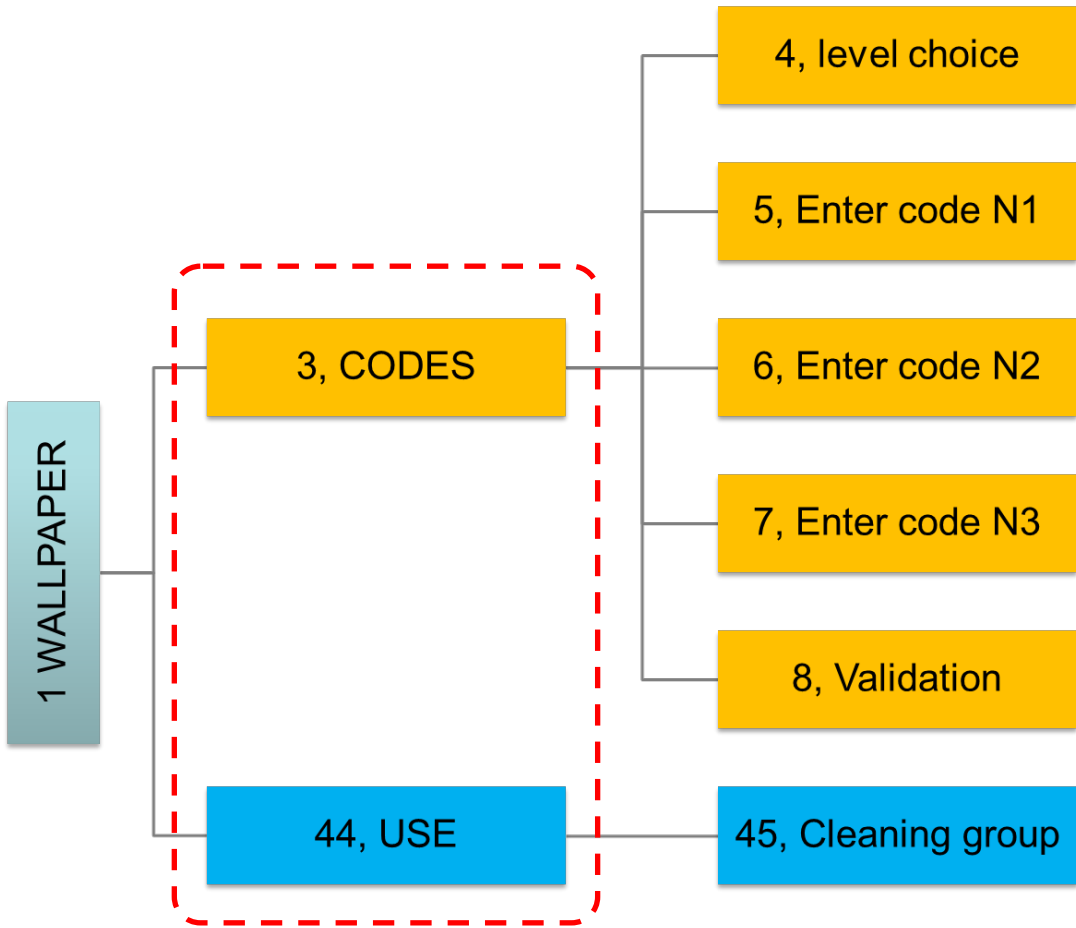 1 WALLPAPER
3, CODES
4, level choice
5, Enter code N1
6, Enter code N2
7, Enter code N3
8, Validation
44, USE
45, Cleaning group